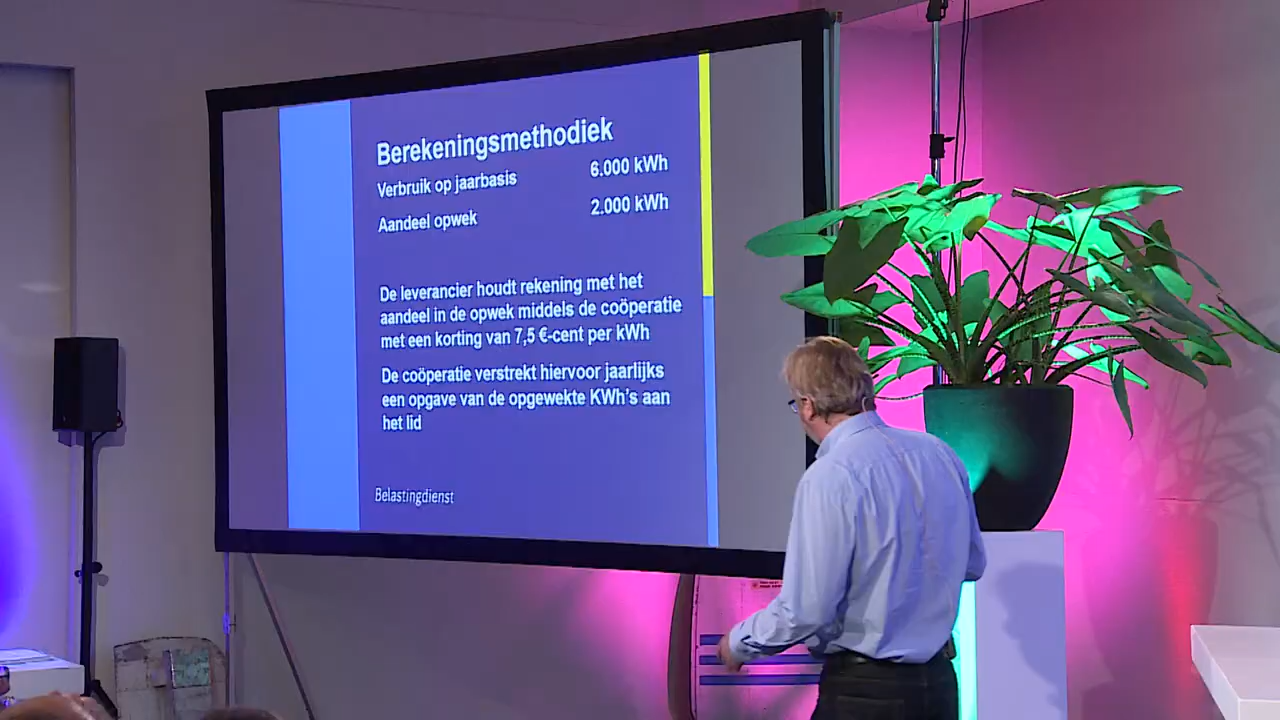 Berekeningsmethodiek
Verbruik op jaarbasis 6.000 kWh
Aandeel opwek 2.000 kWh
De leverancier houdt rekening met het
aandeel in de opwek middels de coöperatie
met een korting van 7,5 €-cent per kWh
De coöperatie verstrekt hiervoor jaarlijks
een opgave van de opgewekte KWh's aan
het lid
Belastingdienst